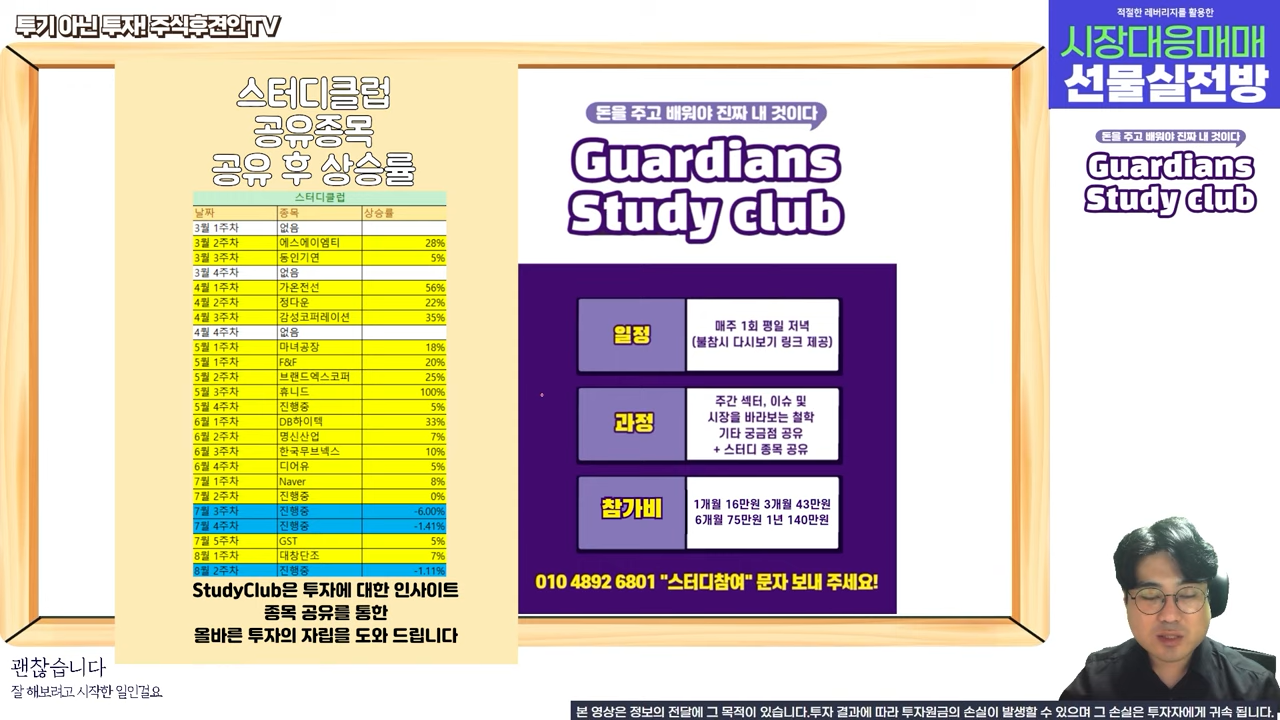 투기 아닌 투자! 주식후견인TV
적절한 레버리지를 활용한
시장대응매매
선물실전방
돈을 주고 배워야 진짜 내 것이다
Guardians
Study club
스터디클럽
공유종목
공유 후 상승률
스터디클럽
날짜 종목 상승률
3월 1주차 없음
3월 2주차 에스에이엠티 28%
3월 3주차 동인기연 5%
3월 4주차 없음
4월 1주차 가온전선 56%
4월 2주차 정다운 22%
4월 3주차 감성코퍼레이션 35%
4월 4주차 없음
5월 1주차 마녀공장 18%
5월 1주차 F&F 20%
5월 2주차 브랜드엑스코퍼 25%
5월 3주차 휴니드 100%
5월 4주차 진행중 5%
6월 1주차 DB하이텍 33%
6월 2주차 명신산업 7%
6월 3주차 한국무브넥스 10%
6월 4주차 디어유 5%
7월 1주차 Naver 8%
7월 2주차 진행중 0%
7월 3주차 진행중 -6.00%
7월 4주차 진행중 -1.41%
7월 5주차 GST 5%
8월 1주차 대창단조 7%
8월 2주차 진행중 -1.11%
StudyClub은 투자에 대한 인사이트
종목 공유를 통한
올바른 투자의 자립을 도와 드립니다
돈을 주고 배워야 진짜 내 것이다
Guardians
Study club
일정
매주 1회 평일 저녁
(불참시 다시보기 링크 제공)
과정
주간 섹터, 이슈 및
시장을 바라보는 철학
기타 궁금점 공유
+ 스터디 종목 공유
참가비
1개월 16만원 3개월 43만원
6개월 75만원 1년 140만원
010 4892 6801 "스터디참여" 문자 보내 주세요!
괜찮습니다
잘 해보려고 시작한 일인걸요
본 영상은 정보의 전달에 그 목적이 있습니다.투자 결과에 따라 투자원금의 손실이 발생할 수 있으며 그 손실은 투자자에게 귀속 됩니다.